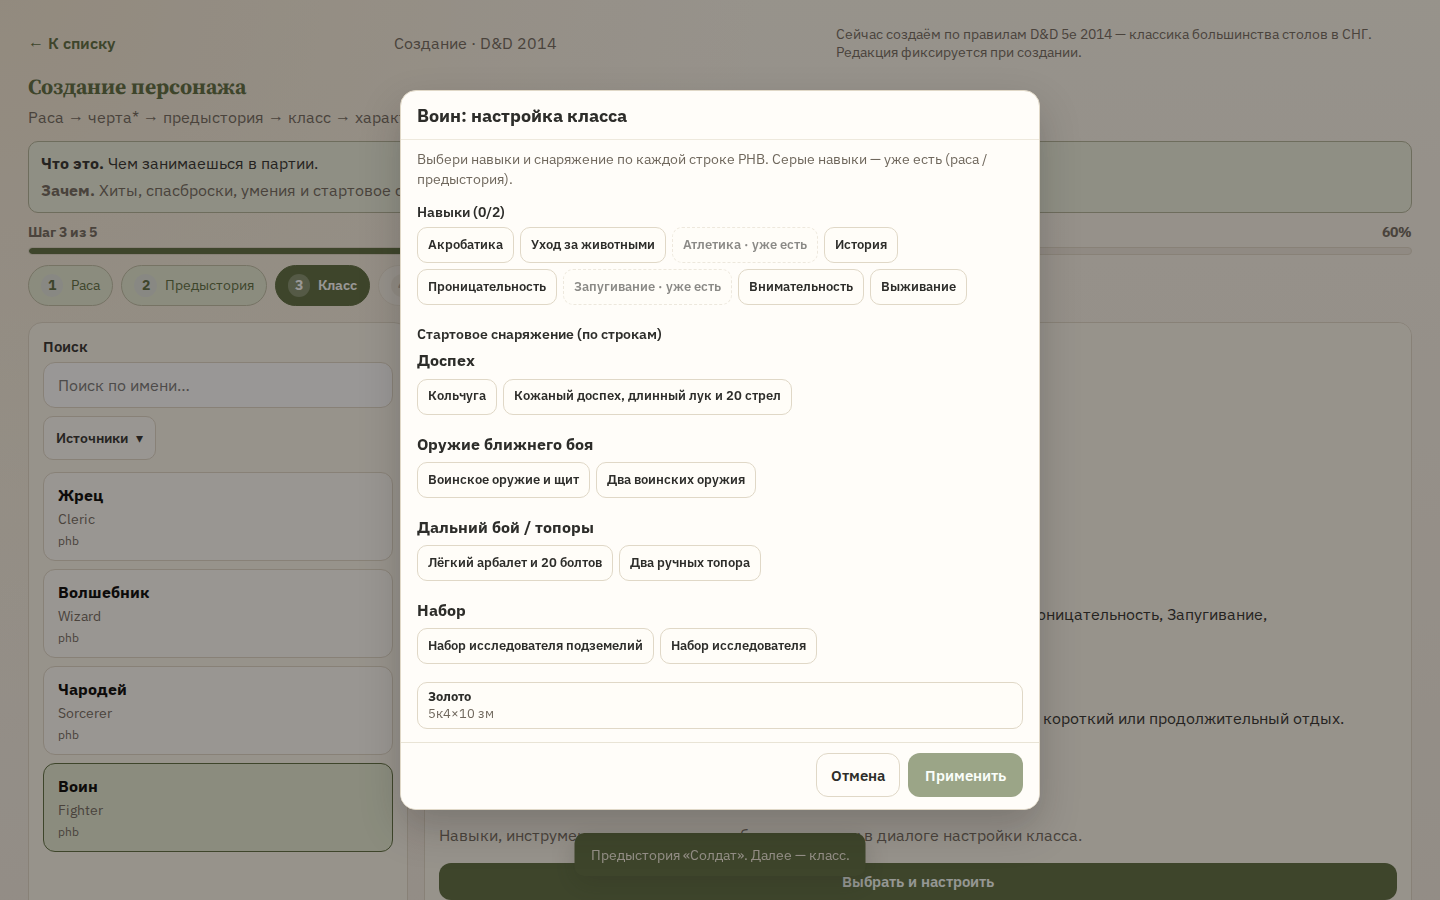 ← К списку
Создание · D&D 2014
Сейчас создаём по правилам D&D 5e 2014 — классика большинства столов в СНГ.
Редакция фиксируется при создании.
Создание персонажа
Раса → черта* → предыстория → класс →
Что это. Чем занимаешься в партии.
Зачем. Хиты, спасброски, умения и стартовое
Шаг 3 из 5
60%
1 Раса
2 Предыстория
3 Класс
Поиск
Поиск по имени...
Источники ▾
Жрец
Cleric
phb
Волшебник
Wizard
phb
Чародей
Sorcerer
phb
Воин
Fighter
phb
Воин: настройка класса
Выбери навыки и снаряжение по каждой строке PHB. Серые навыки — уже есть (раса /
предыстория).
Навыки (0/2)
Акробатика
Уход за животными
Атлетика · уже есть
История
Проницательность
Запугивание · уже есть
Внимательность
Выживание
Стартовое снаряжение (по строкам)
Доспех
Кольчуга
Кожаный доспех, длинный лук и 20 стрел
Оружие ближнего боя
Воинское оружие и щит
Два воинских оружия
Дальний бой / топоры
Лёгкий арбалет и 20 болтов
Два ручных топора
Набор
Набор исследователя подземелий
Набор исследователя
Золото
5к4×10 зм
Отмена
Применить
Запугивание,
короткий или продолжительный отдых.
Навыки,
в диалоге настройки класса.
Предыстория «Солдат». Далее — класс.
Выбрать и настроить